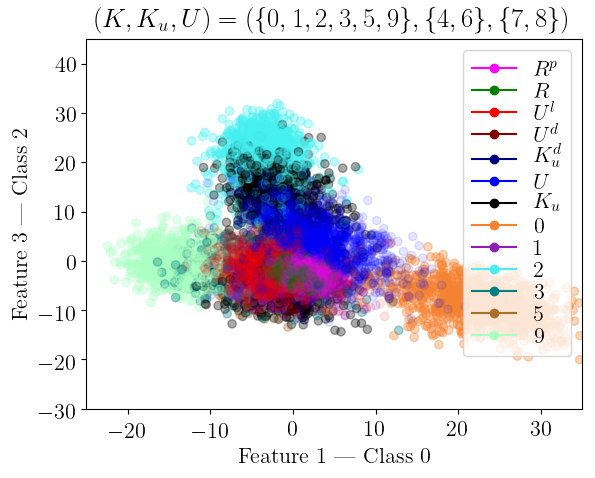 (K, K_u, U) = ({0, 1, 2, 3, 5, 9}, {4, 6}, {7, 8})
40
30
20
10
0
−10
−20
−30
Feature 3 — Class 2
R^p
R
U^l
U^d
K_u^d
U
K_u
0
1
2
3
5
9
−20
−10
0
10
20
30
Feature 1 — Class 0